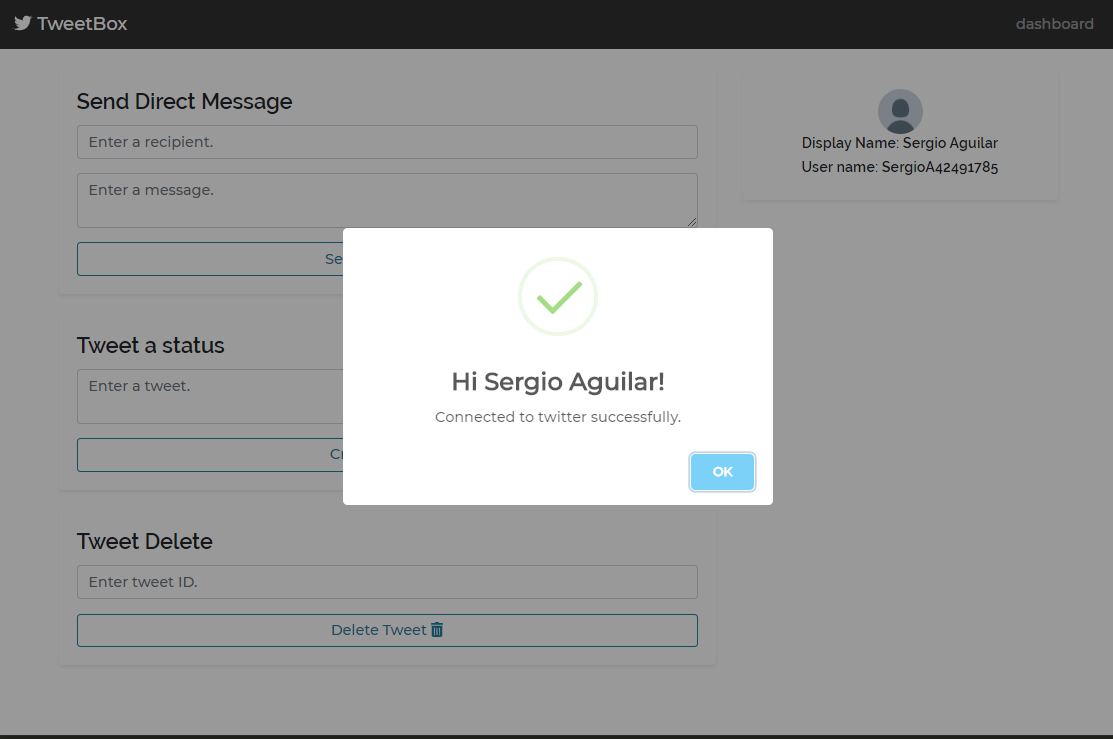 TweetBox
dashboard
Send Direct Message
Enter a recipient.
Enter a message.
Se
Tweet a status
Enter a tweet.
Tweet Delete
Enter tweet ID.
Delete Tweet
Display Name: Sergio Aguilar
User name: SergioA42491785
Hi Sergio Aguilar!
Connected to twitter successfully.
OK